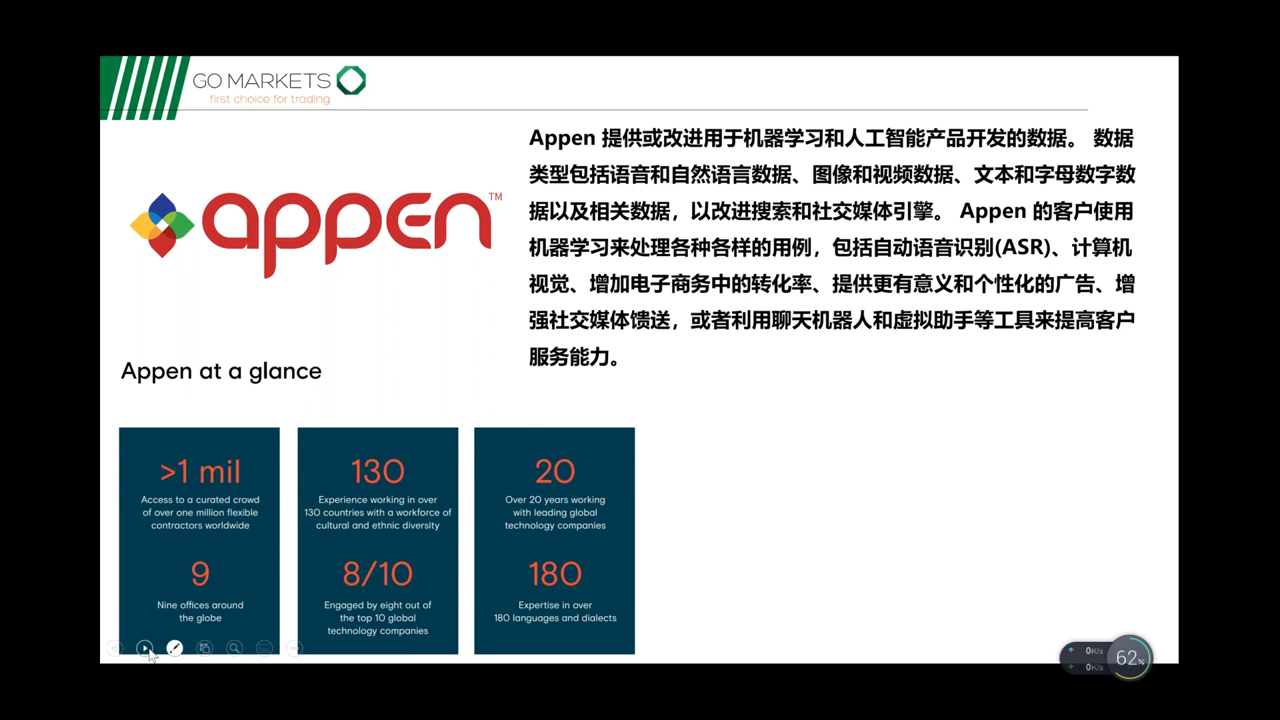 GO MARKETS
first choice for trading
appen™
Appen 提供或改进用于机器学习和人工智能产品开发的数据。 数据
类型包括语音和自然语言数据、图像和视频数据、文本和字母数字数
据以及相关数据，以改进搜索和社交媒体引擎。 Appen 的客户使用
机器学习来处理各种各样的用例，包括自动语音识别(ASR)、计算机
视觉、增加电子商务中的转化率、提供更有意义和个性化的广告、增
强社交媒体馈送，或者利用聊天机器人和虚拟助手等工具来提高客户
服务能力。
Appen at a glance
>1 mil
Access to a curated crowd
of over one million flexible
contractors worldwide
9
Nine offices around
the globe
130
Experience working in over
130 countries with a workforce of
cultural and ethnic diversity
8/10
Engaged by eight out of
the top 10 global
technology companies
20
Over 20 years working
with leading global
technology companies
180
Expertise in over
180 languages and dialects
0K/s
0K/s
62%